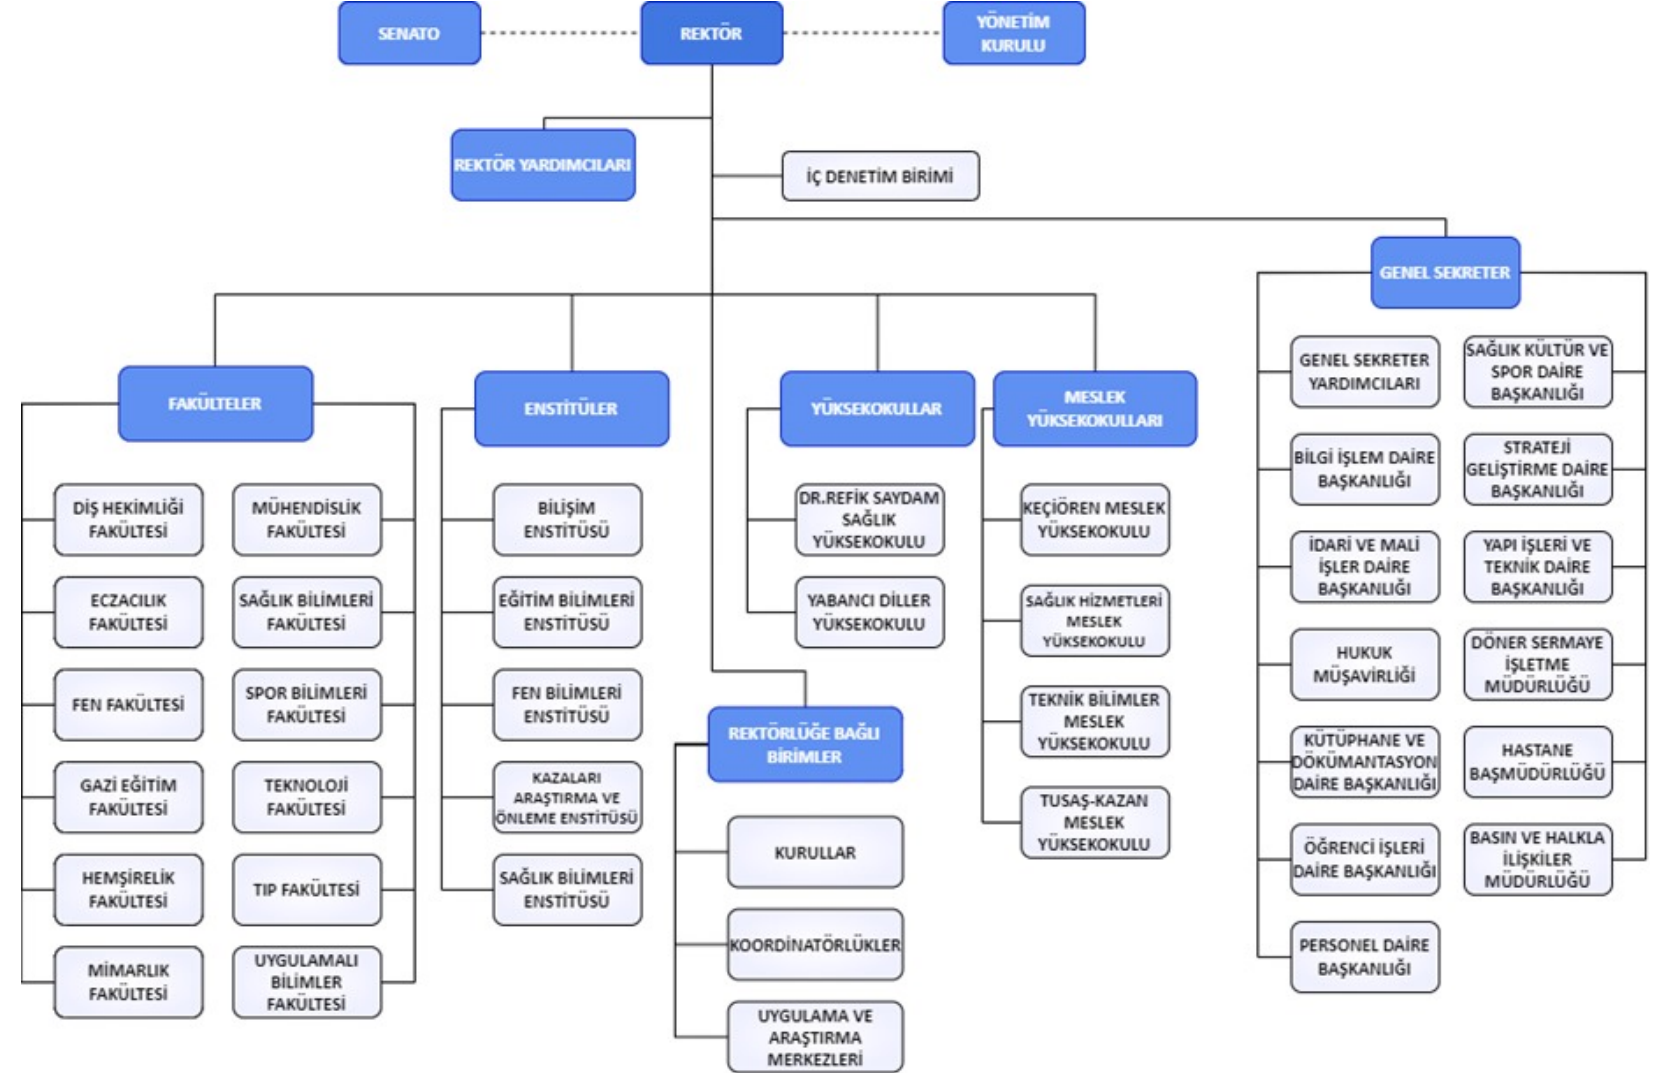 SENATO
REKTÖR
YÖNETİM
KURULU
REKTÖR YARDIMCILARI
İÇ DENETİM BİRİMİ
GENEL SEKRETER
GENEL SEKRETER
YARDIMCILARI
BİLGİ İŞLEM DAİRE
BAŞKANLIĞI
İDARİ VE MALİ
İŞLER DAİRE
BAŞKANLIĞI
HUKUK
MÜŞAVİRLİĞİ
KÜTÜPHANE VE
DÖKÜMANTASYON
DAİRE BAŞKANLIĞI
ÖĞRENCİ İŞLERİ
DAİRE BAŞKANLIĞI
PERSONEL DAİRE
BAŞKANLIĞI
SAĞLIK KÜLTÜR VE
SPOR DAİRE
BAŞKANLIĞI
STRATEJİ
GELİŞTİRME DAİRE
BAŞKANLIĞI
YAPI İŞLERİ VE
TEKNİK DAİRE
BAŞKANLIĞI
DÖNER SERMAYE
İŞLETME
MÜDÜRLÜĞÜ
HASTANE
BAŞMÜDÜRLÜĞÜ
BASIN VE HALKLA
İLİŞKİLER
MÜDÜRLÜĞÜ
FAKÜLTELER
DİŞ HEKİMLİĞİ
FAKÜLTESİ
ECZACILIK
FAKÜLTESİ
FEN FAKÜLTESİ
GAZİ EĞİTİM
FAKÜLTESİ
HEMŞİRELİK
FAKÜLTESİ
MİMARLIK
FAKÜLTESİ
MÜHENDİSLİK
FAKÜLTESİ
SAĞLIK BİLİMLERİ
FAKÜLTESİ
SPOR BİLİMLERİ
FAKÜLTESİ
TEKNOLOJİ
FAKÜLTESİ
TIP FAKÜLTESİ
UYGULAMALI
BİLİMLER
FAKÜLTESİ
ENSTİTÜLER
BİLİŞİM
ENSTİTÜSÜ
EĞİTİM BİLİMLERİ
ENSTİTÜSÜ
FEN BİLİMLERİ
ENSTİTÜSÜ
KAZALARI
ARAŞTIRMA VE
ÖNLEME ENSTİTÜSÜ
SAĞLIK BİLİMLERİ
ENSTİTÜSÜ
YÜKSEKOKULLAR
DR.REFİK SAYDAM
SAĞLIK
YÜKSEKOKULU
YABANCI DİLLER
YÜKSEKOKULU
MESLEK
YÜKSEKOKULLARI
KEÇİÖREN MESLEK
YÜKSEKOKULU
SAĞLIK HİZMETLERİ
MESLEK
YÜKSEKOKULU
TEKNİK BİLİMLER
MESLEK
YÜKSEKOKULU
TUSAŞ-KAZAN
MESLEK
YÜKSEKOKULU
REKTÖRLÜĞE BAĞLI
BİRİMLER
KURULLAR
KOORDİNATÖRLÜKLER
UYGULAMA VE
ARAŞTIRMA
MERKEZLERİ